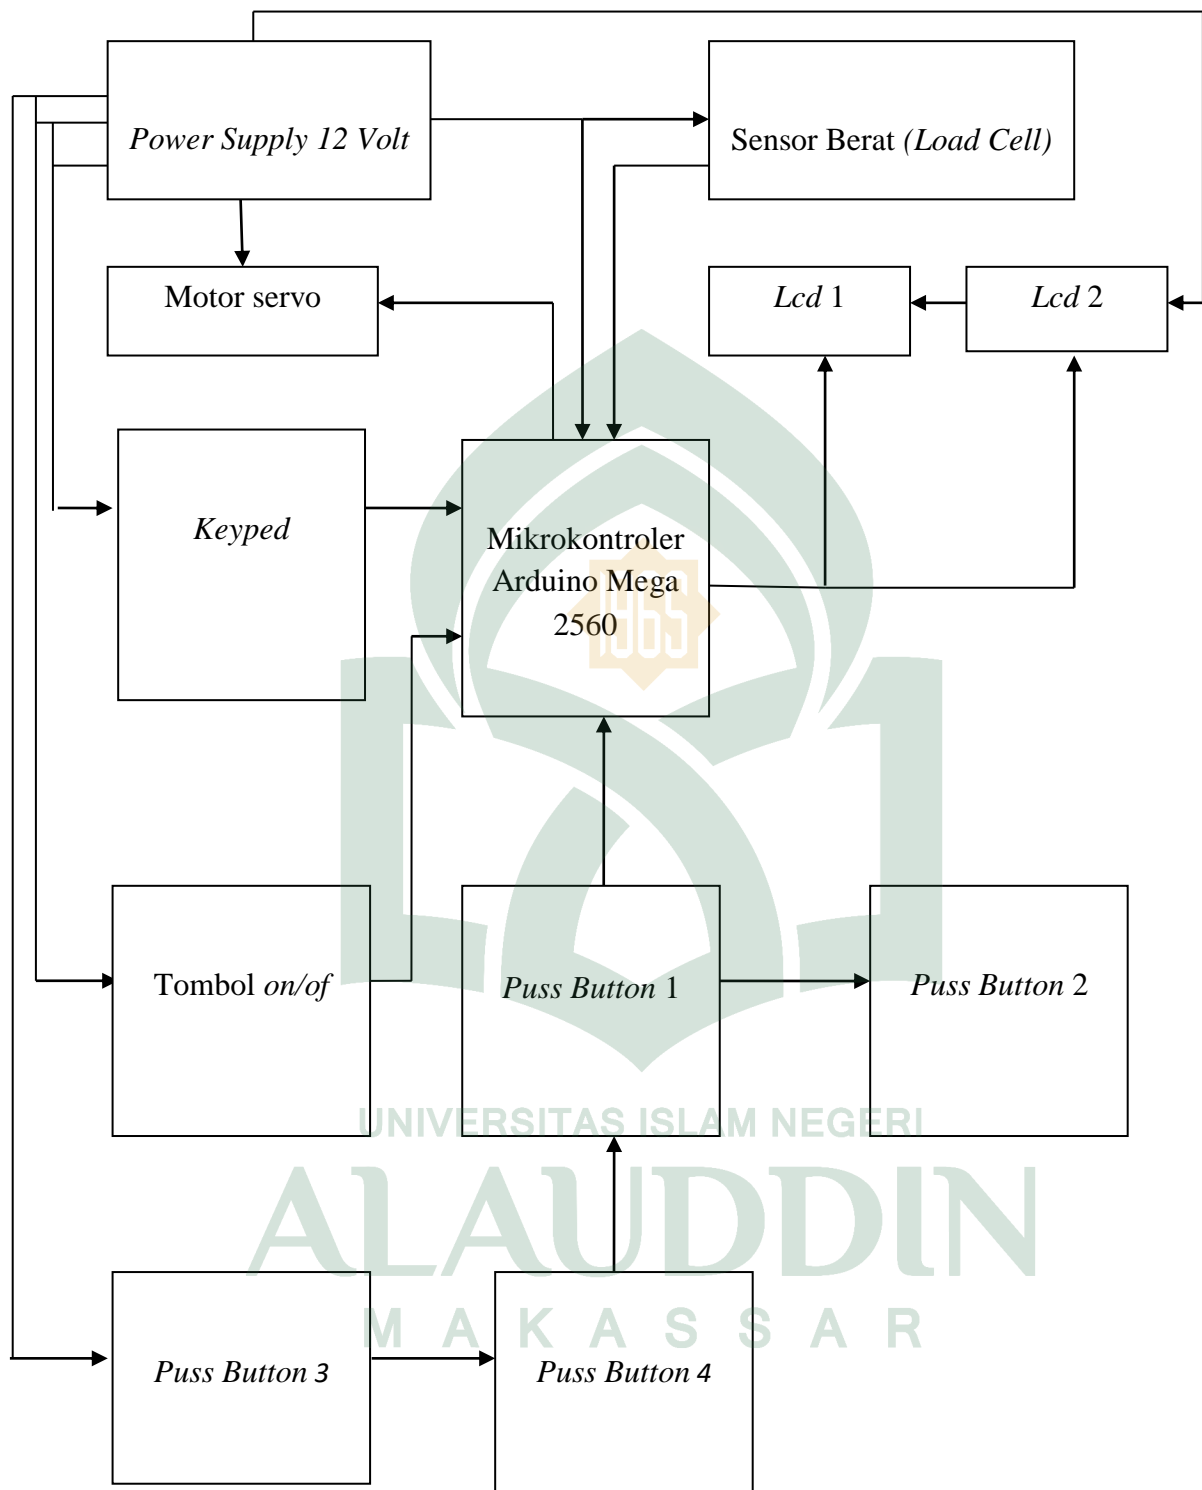 Power Supply 12 Volt
Sensor Berat (Load Cell)
Motor servo
Lcd 1
Lcd 2
Keyped
Mikrokontroler
Arduino Mega
2560
1965
Tombol on/of
Puss Button 1
Puss Button 2
UNIVERSITAS ISLAM NEGERI
ALAUDDIN
MAKASSAR
Puss Button 3
Puss Button 4